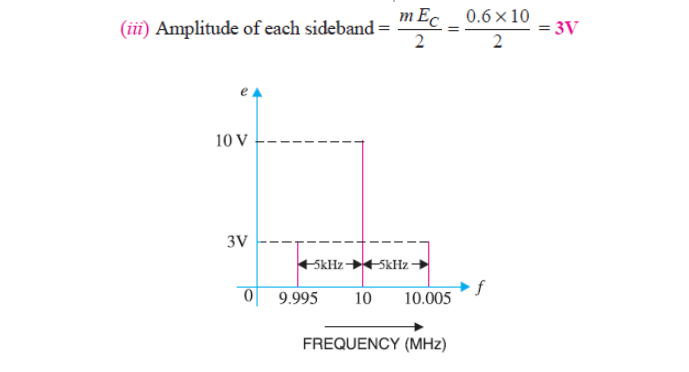 (iii) Amplitude of each sideband = m E_C / 2 = 0.6 × 10 / 2 = 3V
e
10 V
3V
5kHz 5kHz
0 9.995 10 10.005 f
FREQUENCY (MHz)